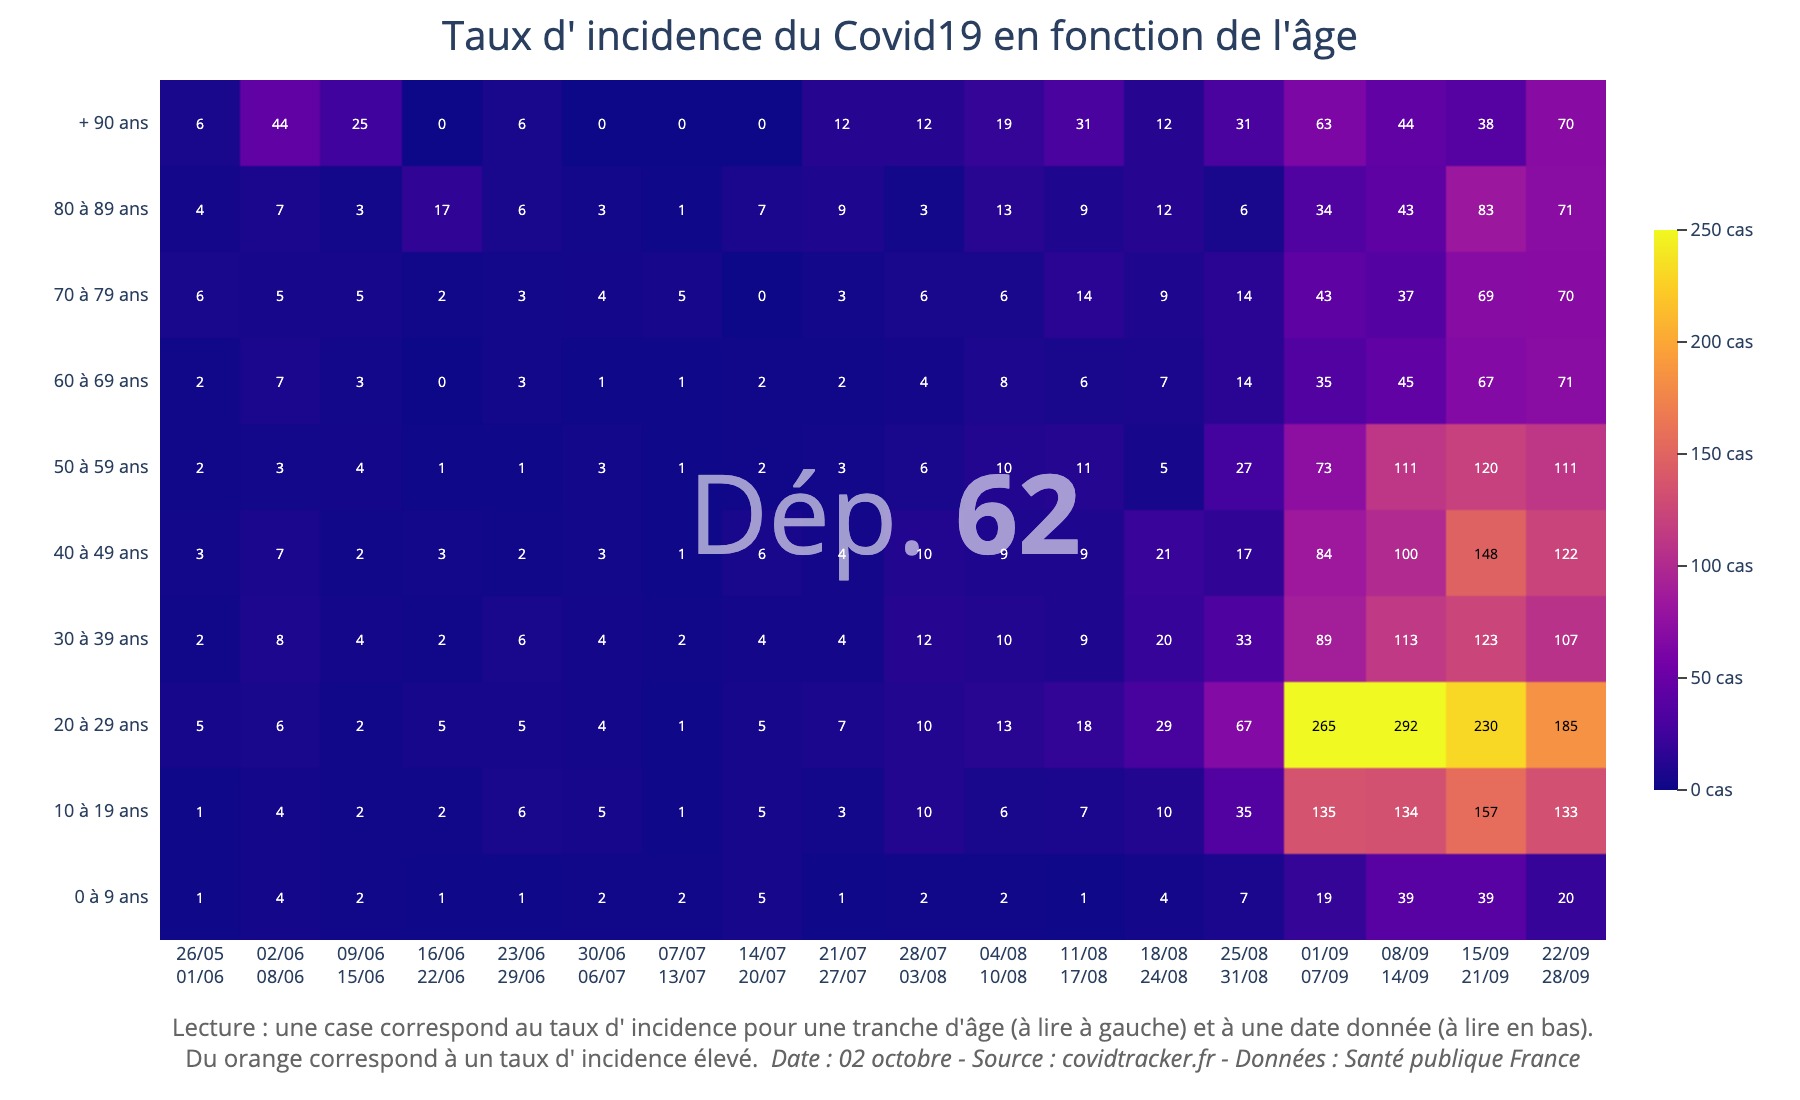 Taux d' incidence du Covid19 en fonction de l'âge
+ 90 ans 6 44 25 0 6 0 0 0 12 12 19 31 12 31 63 44 38 70
80 à 89 ans 4 7 3 17 6 3 1 7 9 3 13 9 12 6 34 43 83 71
70 à 79 ans 6 5 5 2 3 4 5 0 3 6 6 14 9 14 43 37 69 70
60 à 69 ans 2 7 3 0 3 1 1 2 2 4 8 6 7 14 35 45 67 71
50 à 59 ans 2 3 4 1 1 3 1 2 3 6 10 11 5 27 73 111 120 111
Dép. 62
40 à 49 ans 3 7 2 3 2 3 1 6 4 10 9 9 21 17 84 100 148 122
30 à 39 ans 2 8 4 2 6 4 2 4 4 12 10 9 20 33 89 113 123 107
20 à 29 ans 5 6 2 5 5 4 1 5 7 10 13 18 29 67 265 292 230 185
10 à 19 ans 1 4 2 2 6 5 1 5 3 10 6 7 10 35 135 134 157 133
0 à 9 ans 1 4 2 1 1 2 2 5 1 2 2 1 4 7 19 39 39 20
26/05 02/06 09/06 16/06 23/06 30/06 07/07 14/07 21/07 28/07 04/08 11/08 18/08 25/08 01/09 08/09 15/09 22/09
01/06 08/06 15/06 22/06 29/06 06/07 13/07 20/07 27/07 03/08 10/08 17/08 24/08 31/08 07/09 14/09 21/09 28/09
250 cas
200 cas
150 cas
100 cas
50 cas
0 cas
Lecture : une case correspond au taux d' incidence pour une tranche d'âge (à lire à gauche) et à une date donnée (à lire en bas).
Du orange correspond à un taux d' incidence élevé. Date : 02 octobre - Source : covidtracker.fr - Données : Santé publique France